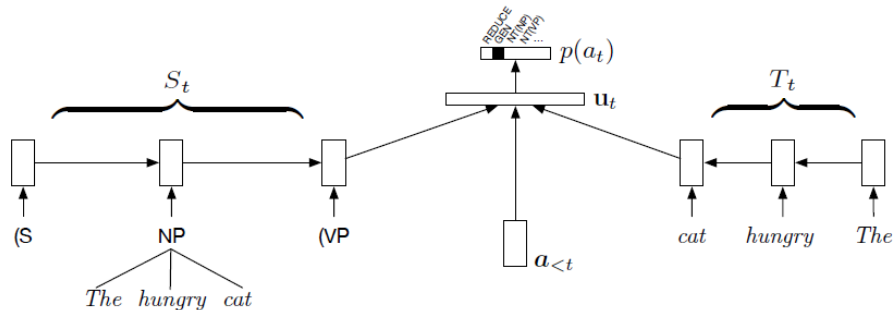 REDUCE
GEN
NT(NP)
NT(VP)
...
p(a_t)
S_t
u_t
T_t
(S
NP
(VP
a_{<t}
cat
hungry
The
The hungry cat